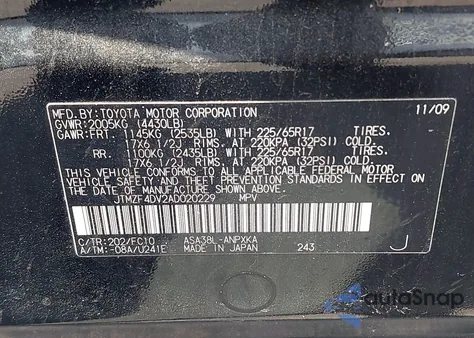 MFD.BY:TOYOTA MOTOR CORPORATION 11/09
GVWR:2005KG (4430LB)
GAWR:FRT. 1145KG (2535LB) WITH 225/65R17 TIRES.
17X6 1/2J RIMS. AT 220KPA (32PSI) COLD.
RR. 1100KG (2435LB) WITH 225/65R17 TIRES.
17X6 1/2J RIMS. AT 220KPA (32PSI) COLD.
THIS VEHICLE CONFORMS TO ALL APPLICABLE
FEDERAL MOTOR VEHICLE SAFETY AND THEFT
PREVENTION STANDARDS IN EFFECT ON THE DATE OF
MANUFACTURE SHOWN ABOVE.
JTMZF4DV2AD020229 MPV
C/TR:202/FC10 ASA38L-ANPXKA
A/TM:-08A/U241E MADE IN JAPAN 243 J
autoSnap